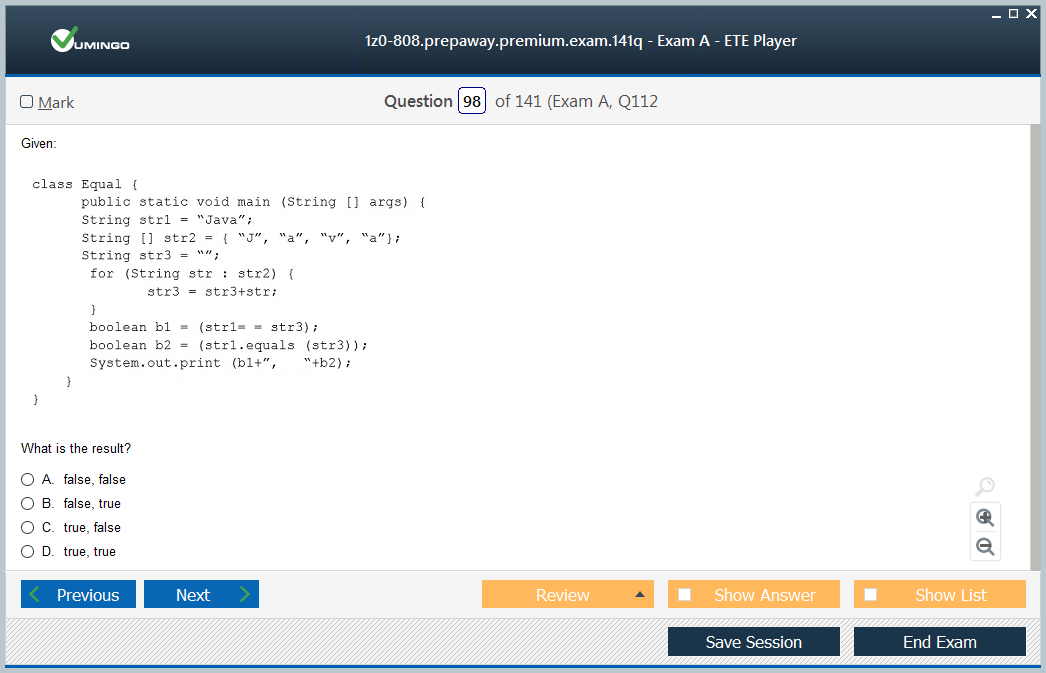 VUMINGO
1z0-808.prepaway.premium.exam.141q - Exam A - ETE Player
Mark
Question 98 of 141 (Exam A, Q112
Given:
class Equal {
public static void main (String [] args) {
String str1 = “Java”;
String [] str2 = { “J”, “a”, “v”, “a”};
String str3 = “”;
for (String str : str2) {
str3 = str3+str;
}
boolean b1 = (str1= = str3);
boolean b2 = (str1.equals (str3));
System.out.print (b1+”, “+b2);
}
}
What is the result?
A. false, false
B. false, true
C. true, false
D. true, true
Previous Next Review Show Answer Show List
Save Session End Exam